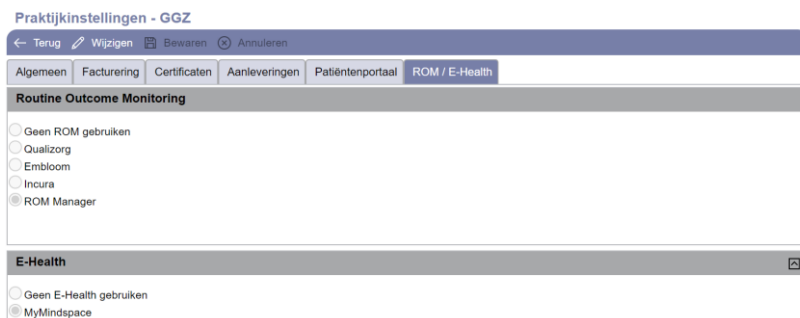 Praktijkinstellingen - GGZ
Terug Wijzigen Bewaren Annuleren
Algemeen Facturering Certificaten Aanleveringen Patiëntenportaal ROM / E-Health
Routine Outcome Monitoring
Geen ROM gebruiken
Qualizorg
Embloom
Incura
ROM Manager
E-Health
Geen E-Health gebruiken
MyMindspace